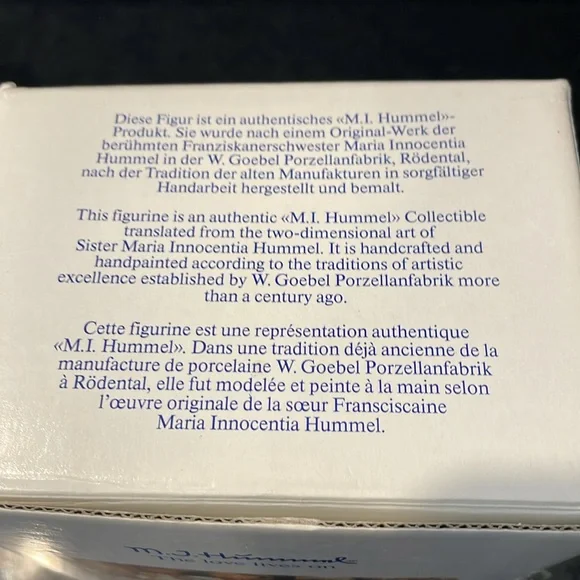 Diese Figur ist ein authentisches «M.I. Hummel»-
Produkt. Sie wurde nach einem Original-Werk der
berühmten Franziskanerschwester Maria Innocentia
Hummel in der W. Goebel Porzellanfabrik, Rödental,
nach der Tradition der alten Manufakturen in sorgfältiger
Handarbeit hergestellt und bemalt.
This figurine is an authentic «M.I. Hummel» Collectible
translated from the two-dimensional art of
Sister Maria Innocentia Hummel. It is handcrafted and
handpainted according to the traditions of artistic
excellence established by W. Goebel Porzellanfabrik more
than a century ago.
Cette figurine est une représentation authentique
«M.I. Hummel». Dans une tradition déjà ancienne de la
manufacture de porcelaine W. Goebel Porzellanfabrik
à Rödental, elle fut modelée et peinte à la main selon
l'œuvre originale de la sœur Fransciscaine
Maria Innocentia Hummel.
M.I. Hummel
The love lives on